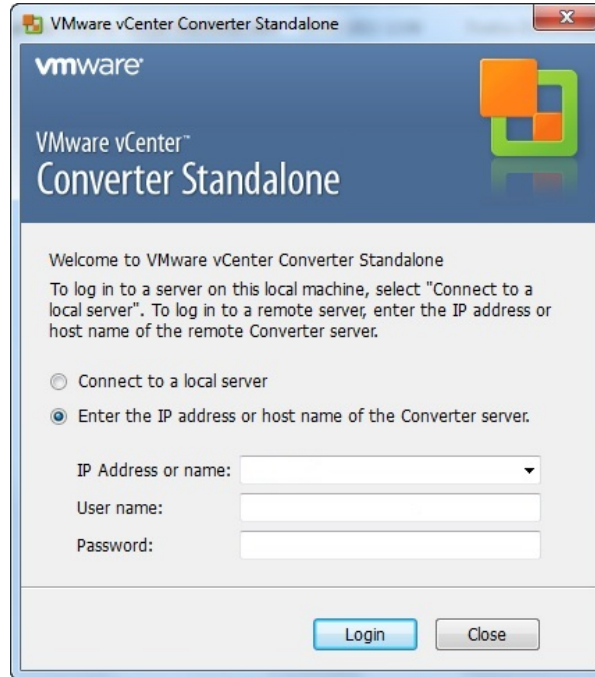 VMware vCenter Converter Standalone
vmware®
VMware vCenter™
Converter Standalone
Welcome to VMware vCenter Converter Standalone
To log in to a server on this local machine, select "Connect to a
local server". To log in to a remote server, enter the IP address or
host name of the remote Converter server.
Connect to a local server
Enter the IP address or host name of the Converter server.
IP Address or name:
User name:
Password:
Login Close